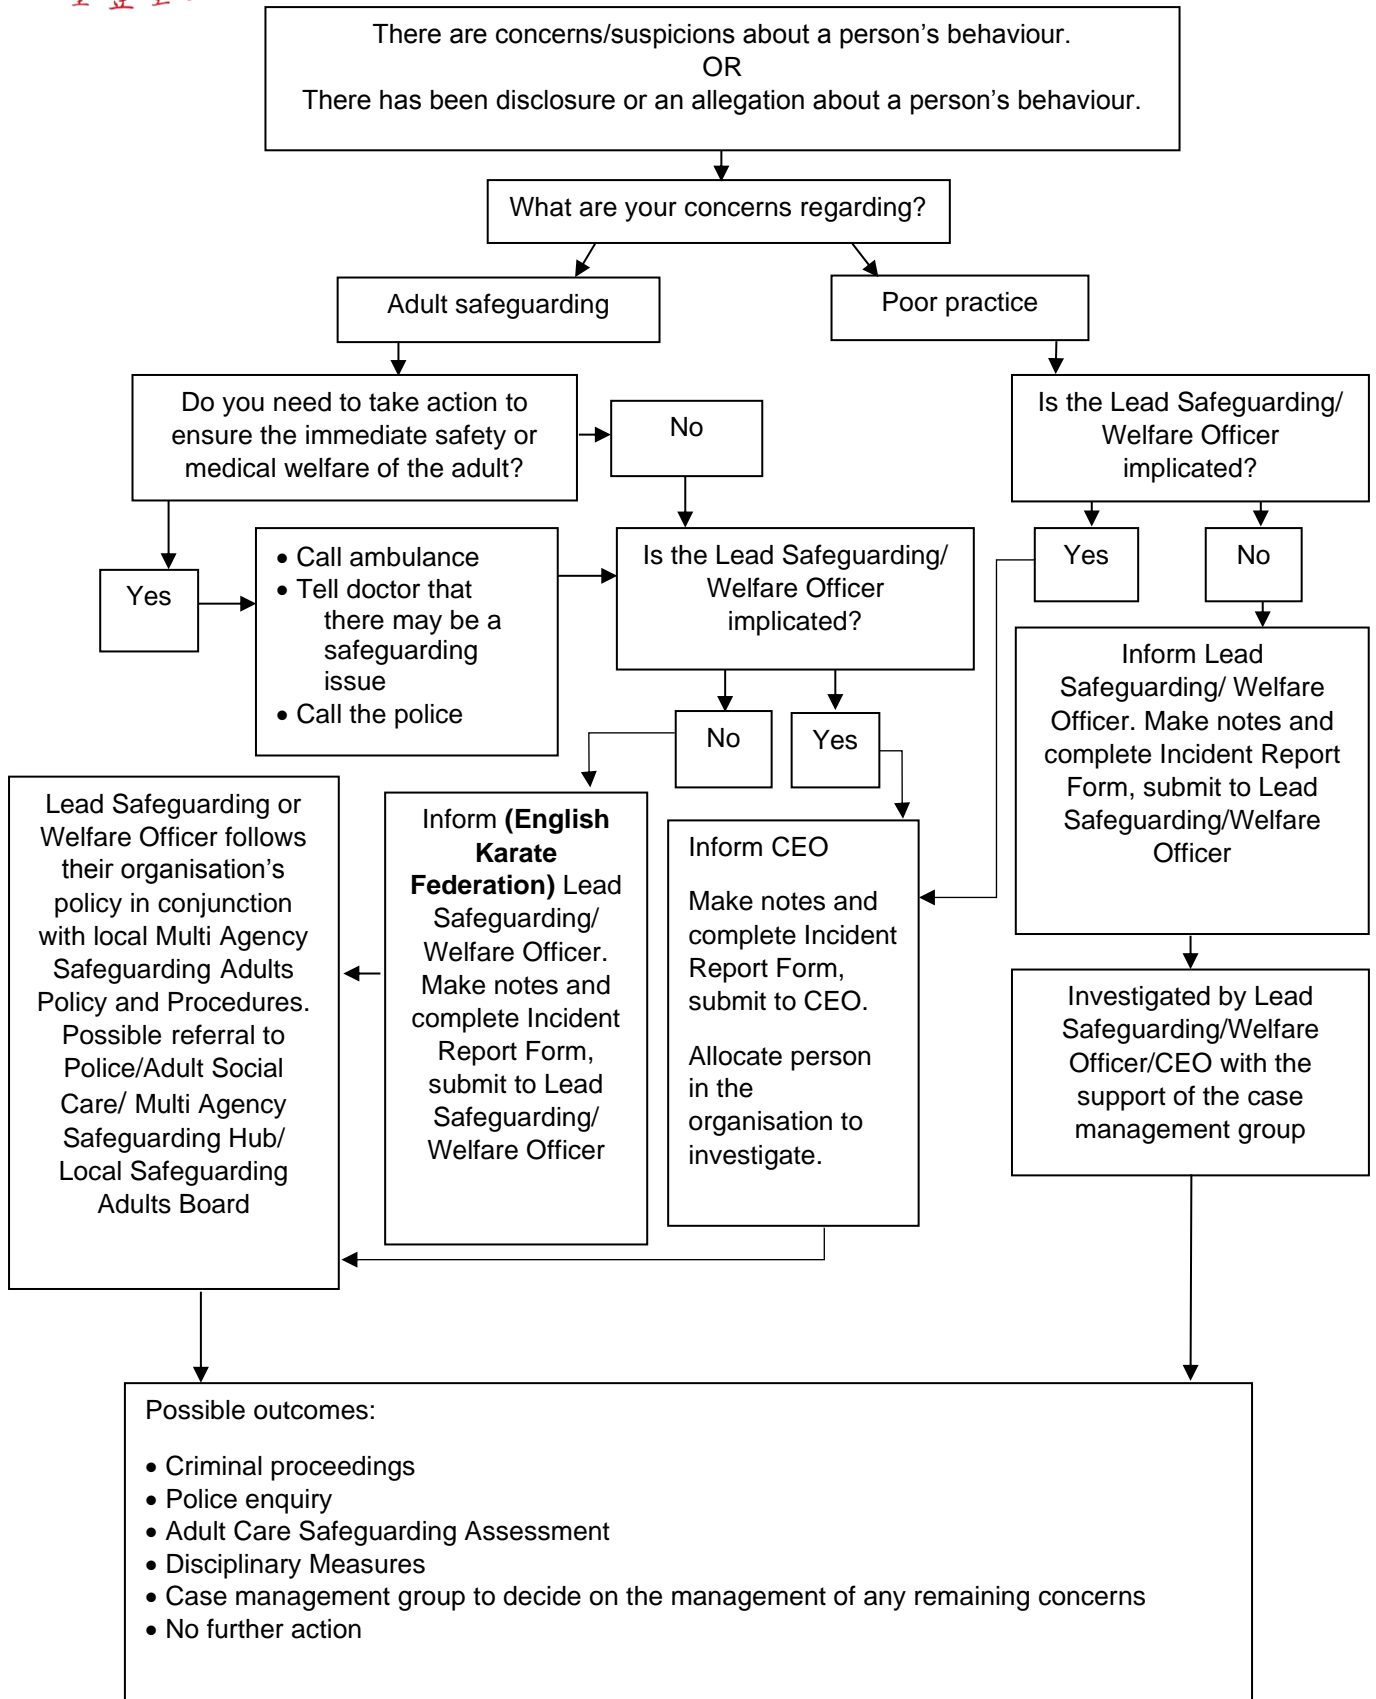 There are concerns/suspicions about a person’s behaviour.
OR
There has been disclosure or an allegation about a person’s behaviour.
What are your concerns regarding?
Adult safeguarding
Poor practice
Do you need to take action to
ensure the immediate safety or
medical welfare of the adult?
No
Is the Lead Safeguarding/
Welfare Officer
implicated?
Yes
• Call ambulance
• Tell doctor that
there may be a
safeguarding
issue
• Call the police
Is the Lead Safeguarding/
Welfare Officer
implicated?
Yes
No
No
Yes
Inform Lead
Safeguarding/ Welfare
Officer. Make notes and
complete Incident Report
Form, submit to Lead
Safeguarding/Welfare
Officer
Lead Safeguarding or
Welfare Officer follows
their organisation’s
policy in conjunction
with local Multi Agency
Safeguarding Adults
Policy and Procedures.
Possible referral to
Police/Adult Social
Care/ Multi Agency
Safeguarding Hub/
Local Safeguarding
Adults Board
Inform (English
Karate
Federation) Lead
Safeguarding/
Welfare Officer.
Make notes and
complete Incident
Report Form,
submit to Lead
Safeguarding/
Welfare Officer
Inform CEO
Make notes and
complete Incident
Report Form,
submit to CEO.
Allocate person
in the
organisation to
investigate.
Investigated by Lead
Safeguarding/Welfare
Officer/CEO with the
support of the case
management group
Possible outcomes:
• Criminal proceedings
• Police enquiry
• Adult Care Safeguarding Assessment
• Disciplinary Measures
• Case management group to decide on the management of any remaining concerns
• No further action